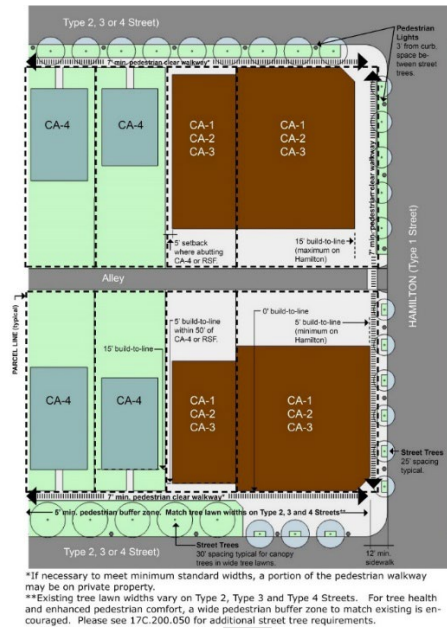 Type 2, 3 or 4 Street)
Pedestrian
Lights
3' from curb.
space be-
tween street
trees.
7' min. pedestrian clear walkway*
CA-4
CA-4
CA-1
CA-2
CA-3
CA-1
CA-2
CA-3
7' min. pedestrian clear walkway*
HAMILTON (Type 1 Street)
5' setback
where abutting
CA-4 or RSF.
15' build-to-line
(maximum on
Hamilton)
Alley
PARCEL LINE (typical)
5' build-to-line
within 50' of
CA-4 or RSF.
0' build-to-line
5' build-to-line
(minimum on
Hamilton)
15' build-to-line
CA-4
CA-4
CA-1
CA-2
CA-3
CA-1
CA-2
CA-3
Street Trees
25' spacing
typical.
7' min. pedestrian clear walkway*
5' min. pedestrian buffer zone. Match tree lawn widths on Type 2, 3 and 4 Streets**
Street Trees
30' spacing typical for canopy
trees in wide tree lawns.
12' min.
sidewalk
Type 2, 3 or 4 Street)
*If necessary to meet minimum standard widths, a portion of the pedestrian walkway
may be on private property.
**Existing tree lawn widths vary on Type 2, Type 3 and Type 4 Streets. For tree health
and enhanced pedestrian comfort, a wide pedestrian buffer zone to match existing is en-
couraged. Please see 17C.200.050 for additional street tree requirements.